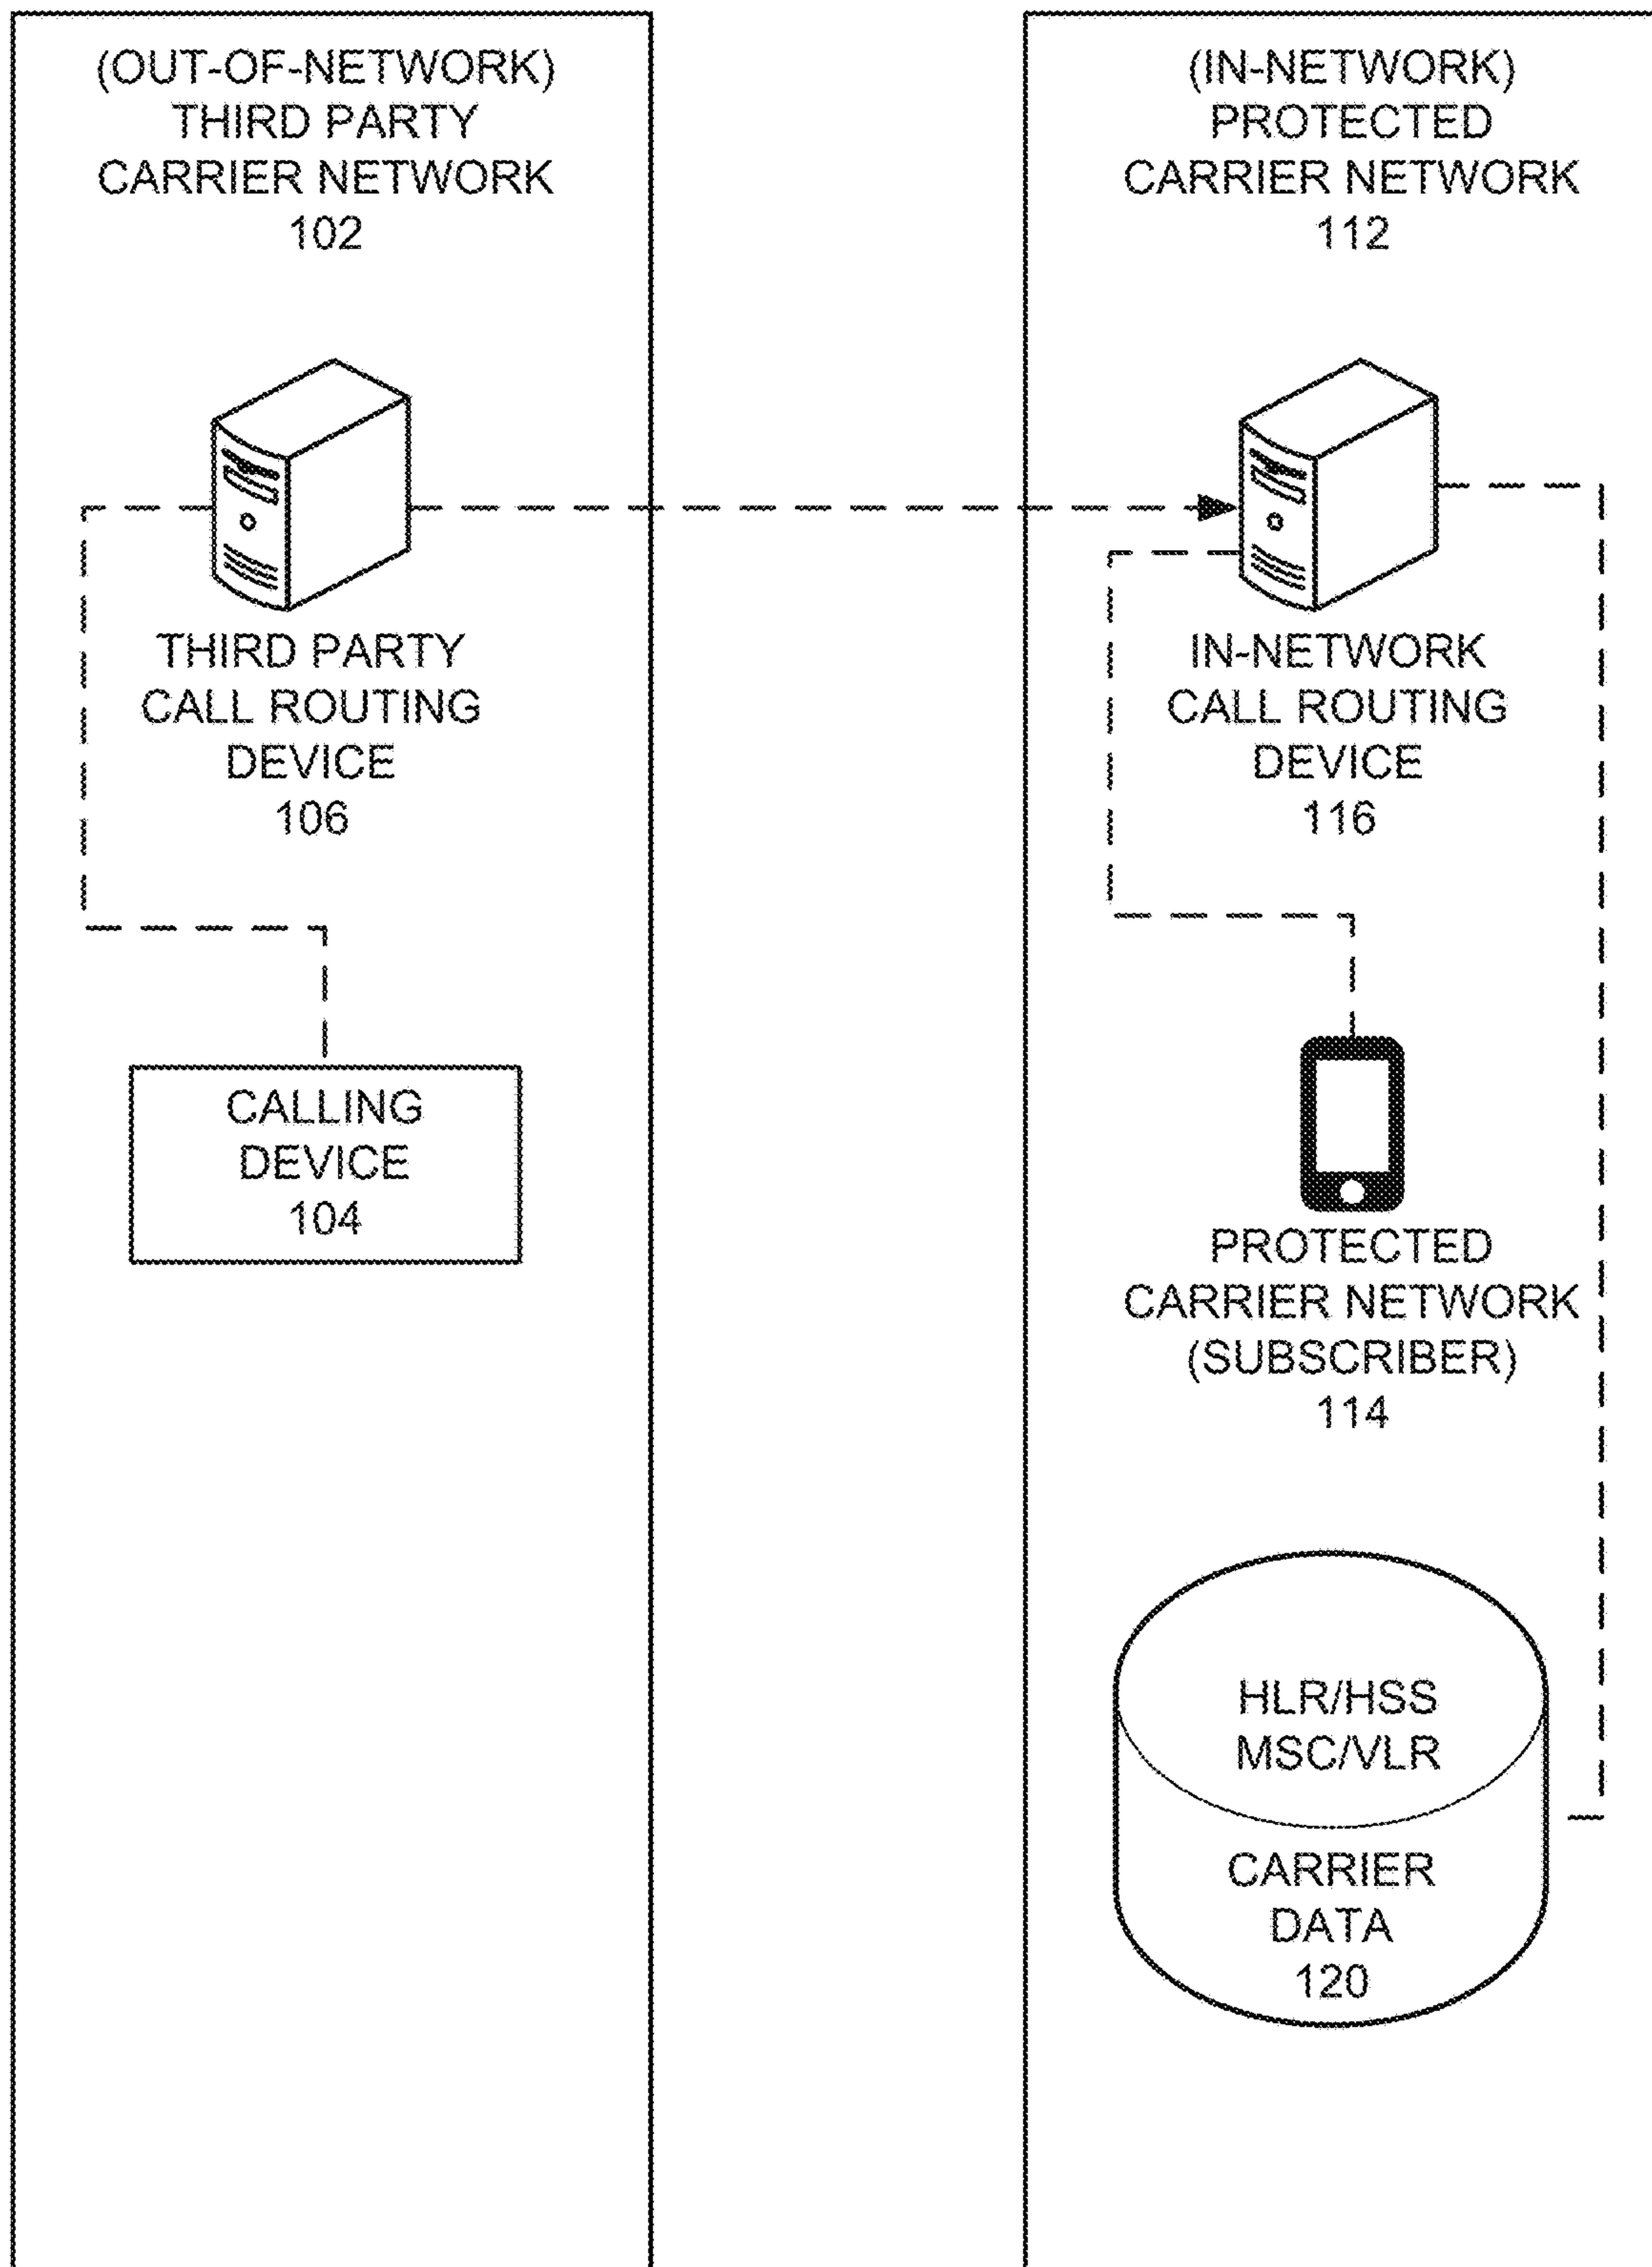 (OUT-OF-NETWORK)
THIRD PARTY
CARRIER NETWORK
102
THIRD PARTY
CALL ROUTING
DEVICE
106
CALLING
DEVICE
104
(IN-NETWORK)
PROTECTED
CARRIER NETWORK
112
IN-NETWORK
CALL ROUTING
DEVICE
116
PROTECTED
CARRIER NETWORK
(SUBSCRIBER)
114
HLR/HSS
MSC/VLR
CARRIER
DATA
120